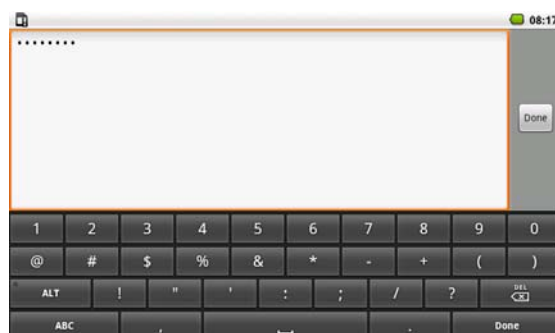 08:17
••••••••
Done
1 2 3 4 5 6 7 8 9 0
@ # $ % & * - + ( )
ALT ! " ' : ; / ? DEL
ABC , . Done